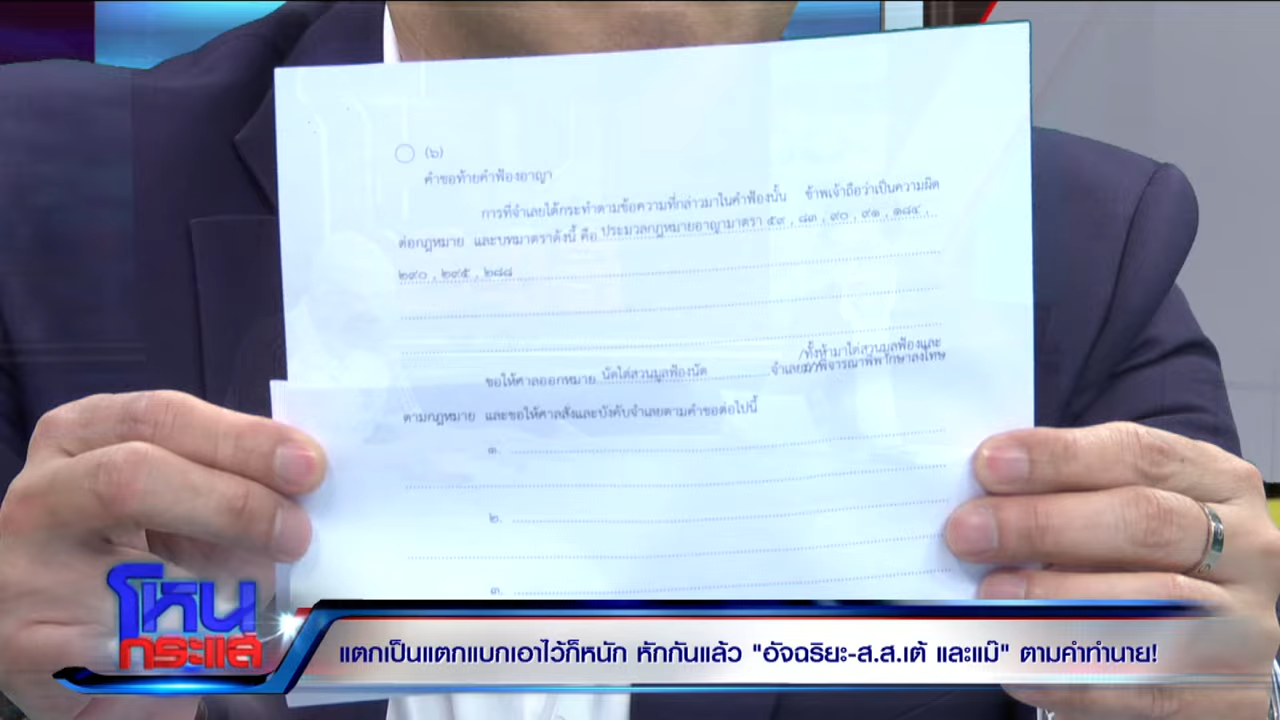 (๖)
คำขอท้ายคำฟ้องอาญา
การที่จำเลยได้กระทำตามข้อความที่กล่าวมาในคำฟ้องนั้น ข้าพเจ้าถือว่าเป็นความผิด
ต่อกฎหมาย และบทมาตราดังนี้ คือ ประมวลกฎหมายอาญามาตรา ๕๙ , ๘๓ , ๙๐ , ๙๑ , ๑๘๔ ,
๒๙๐ , ๒๙๕ , ๒๘๘
/ทั้งห้ามาไต่สวนมูลฟ้องและ
ขอให้ศาลออกหมาย นัดไต่สวนมูลฟ้องนัด จำเลยมาพิจารณาพิพากษาลงโทษ
ตามกฎหมาย และขอให้ศาลสั่งและบังคับจำเลยตามคำขอต่อไปนี้
๑.
๒.
๓.
โหนกระแส
แตกเป็นแตกแบกเอาไว้ก็หนัก หักกันแล้ว "อัจฉริยะ-ส.ส.เต้ และแม๊" ตามคำทำนาย!